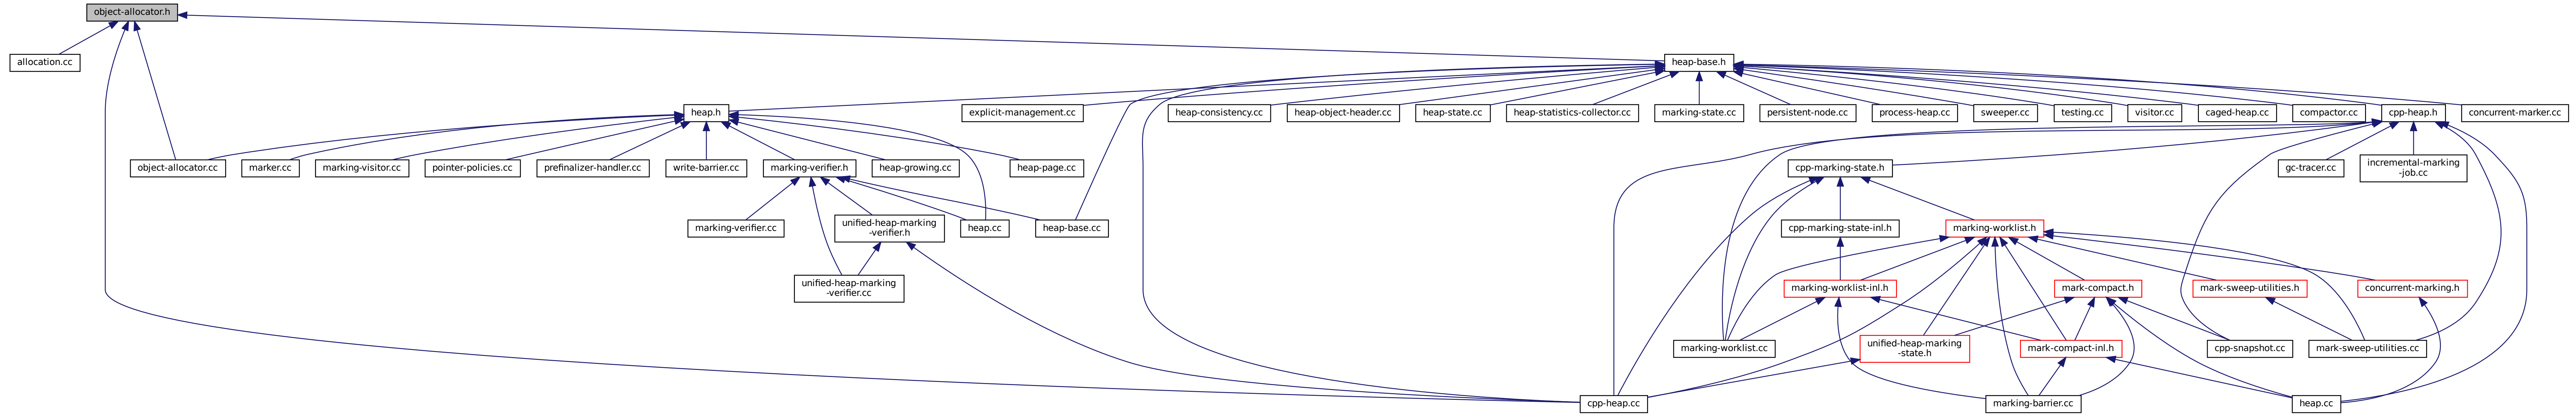 object-allocator.h
allocation.cc
heap-base.h
heap.h
explicit-management.cc
heap-consistency.cc
heap-object-header.cc
heap-state.cc
heap-statistics-collector.cc
marking-state.cc
persistent-node.cc
process-heap.cc
sweeper.cc
testing.cc
visitor.cc
caged-heap.cc
compactor.cc
cpp-heap.h
concurrent-marker.cc
object-allocator.cc
marker.cc
marking-visitor.cc
pointer-policies.cc
prefinalizer-handler.cc
write-barrier.cc
marking-verifier.h
heap-growing.cc
heap-page.cc
cpp-marking-state.h
gc-tracer.cc
incremental-marking
-job.cc
marking-verifier.cc
unified-heap-marking
-verifier.h
heap.cc
heap-base.cc
cpp-marking-state-inl.h
marking-worklist.h
unified-heap-marking
-verifier.cc
marking-worklist-inl.h
mark-compact.h
mark-sweep-utilities.h
concurrent-marking.h
marking-worklist.cc
unified-heap-marking
-state.h
mark-compact-inl.h
cpp-snapshot.cc
mark-sweep-utilities.cc
cpp-heap.cc
marking-barrier.cc
heap.cc